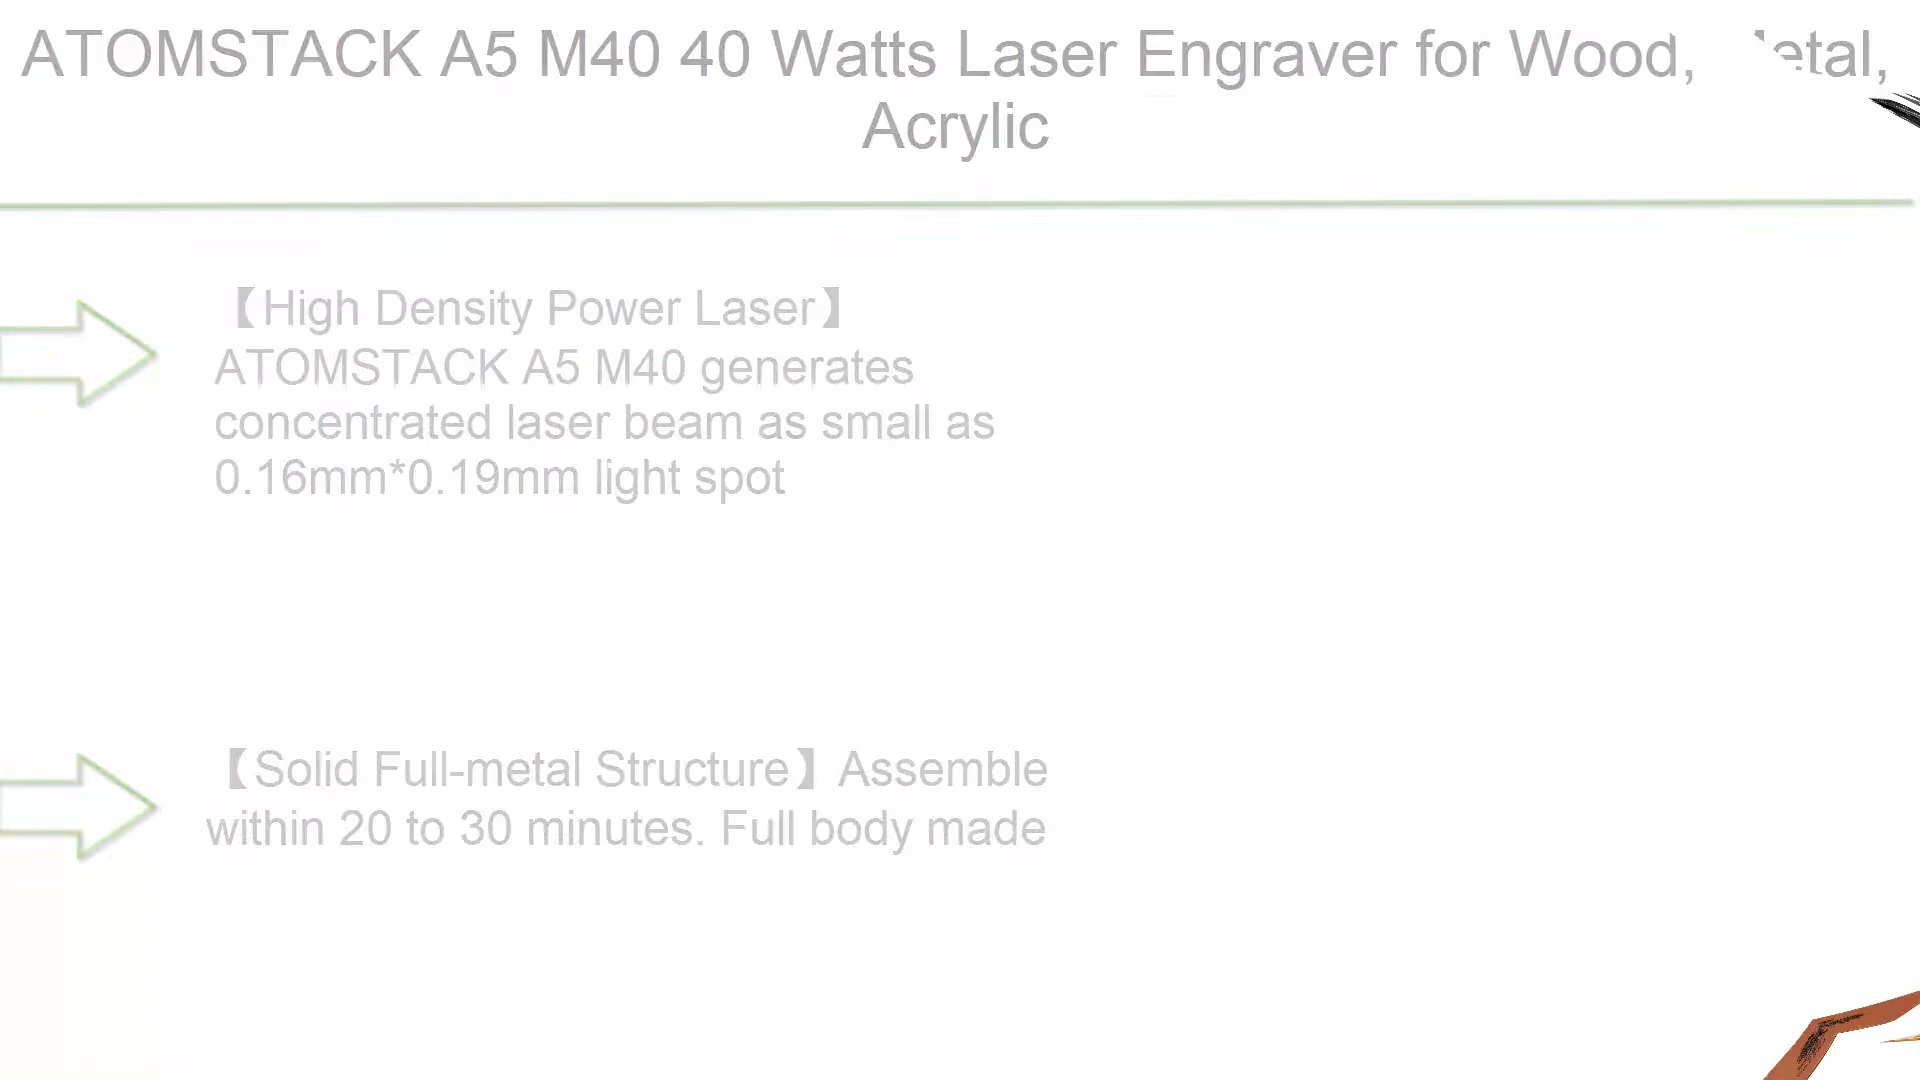 ATOMSTACK A5 M40 40 Watts Laser Engraver for Wood, etal,
Acrylic
【High Density Power Laser】
ATOMSTACK A5 M40 generates
concentrated laser beam as small as
0.16mm*0.19mm light spot
【Solid Full-metal Structure】Assemble
within 20 to 30 minutes. Full body made